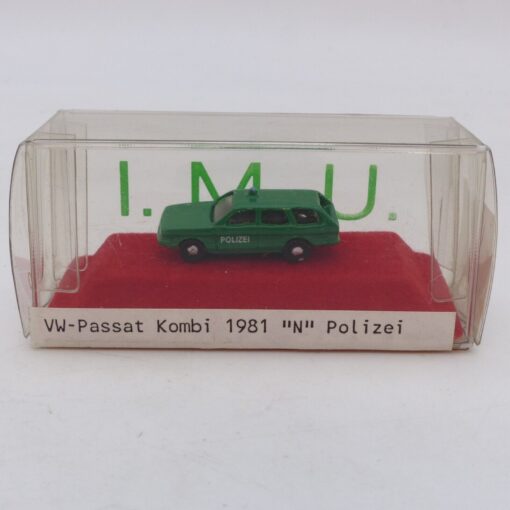 I. M. U.
POLIZEI
VW-Passat Kombi 1981 "N" Polizei